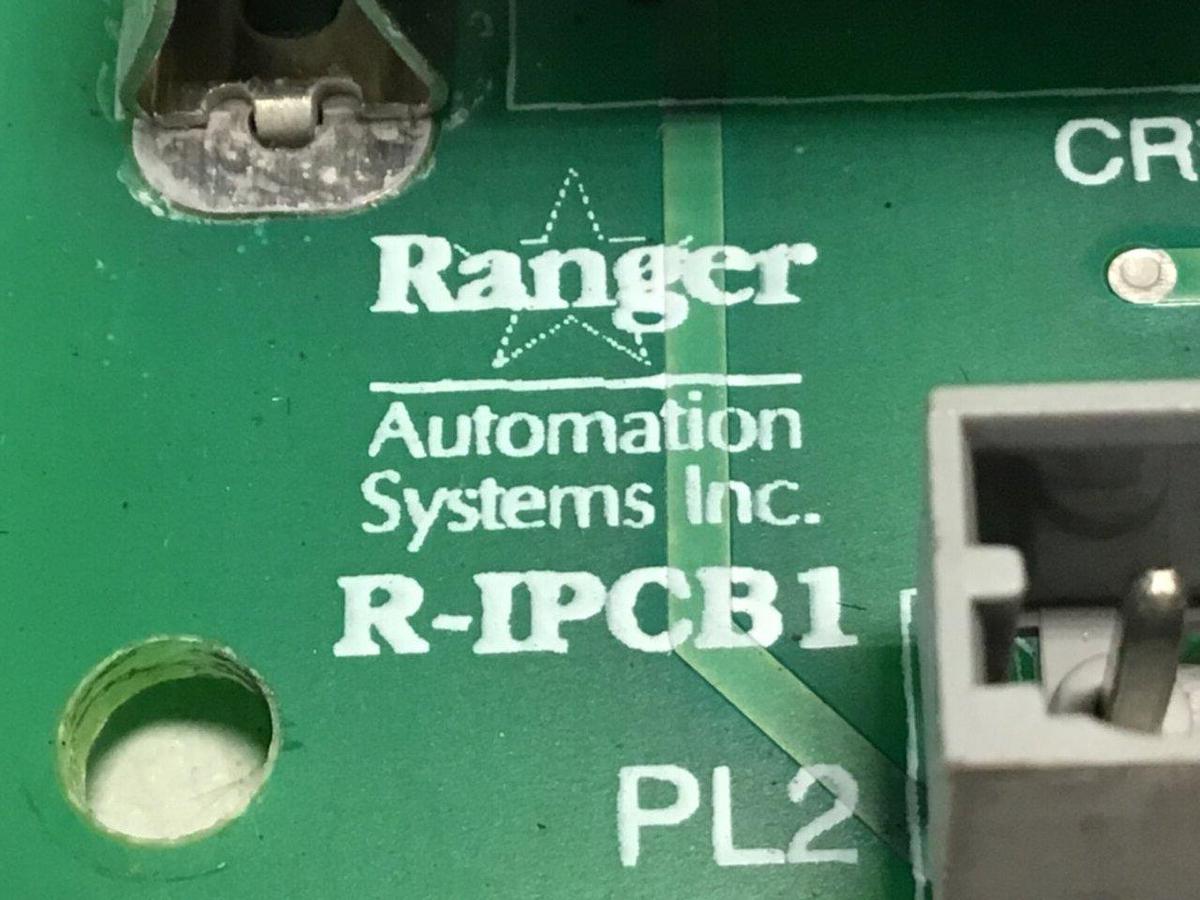 CR
Ranger
Automation
Systems Inc.
R-IPCB1
PL2